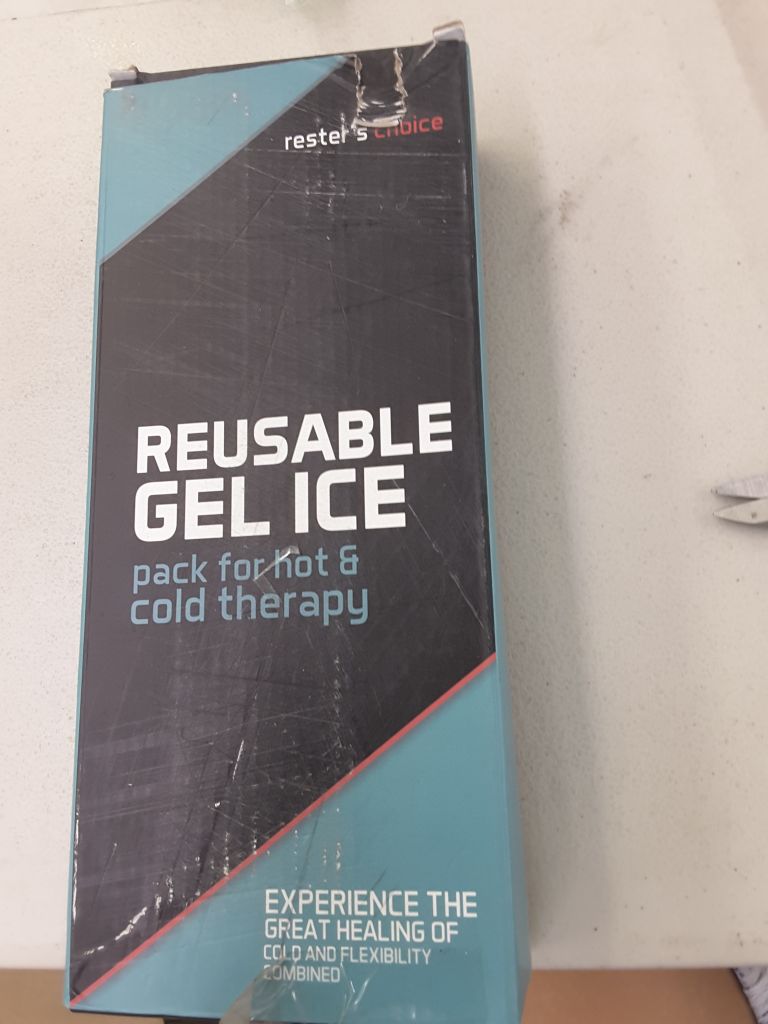 rester's choice
REUSABLE
GEL ICE
pack for hot &
cold therapy
EXPERIENCE THE
GREAT HEALING OF
COLD AND FLEXIBILITY
COMBINED